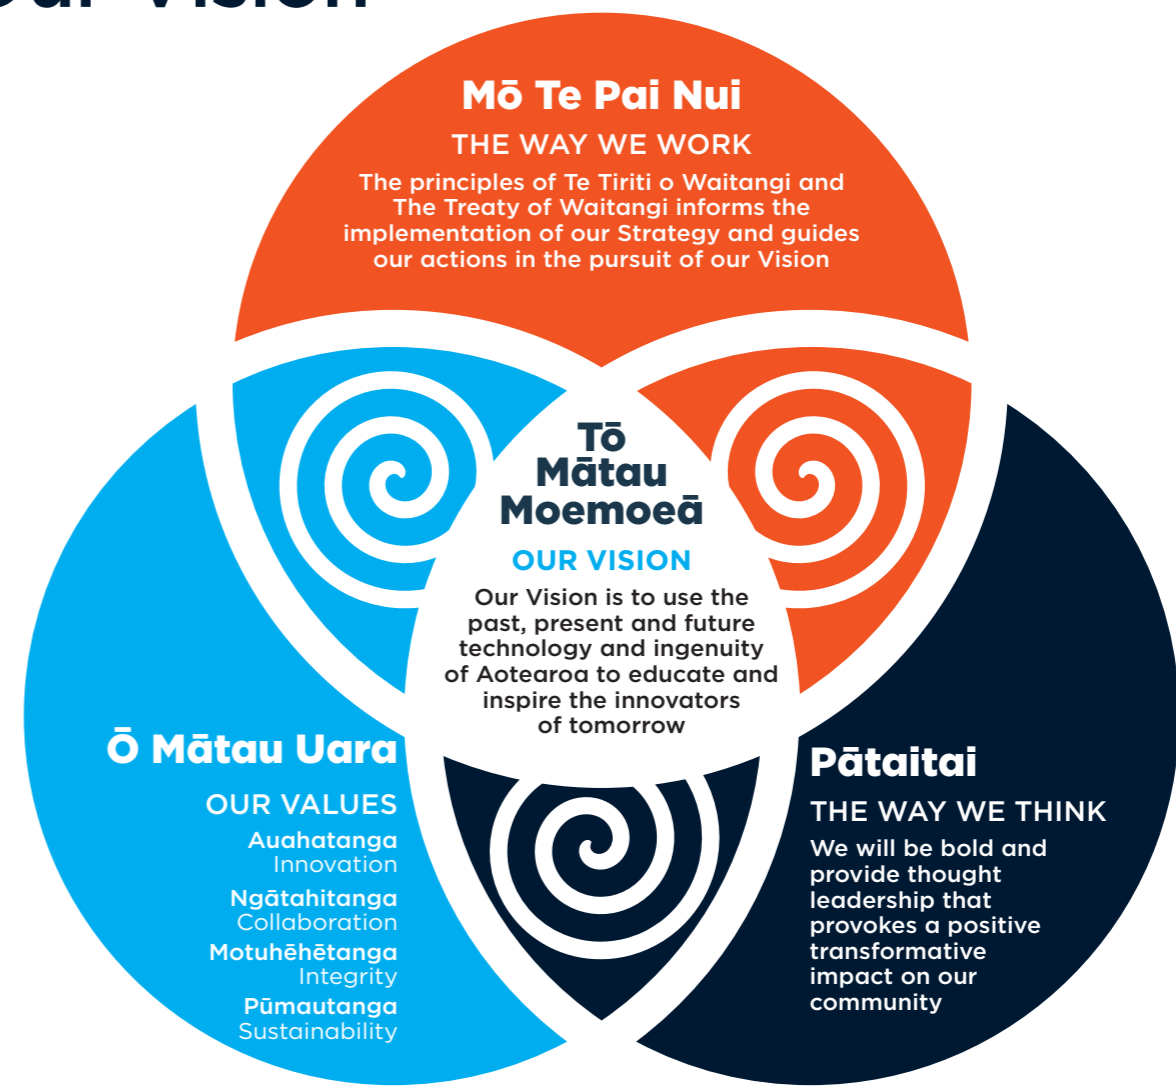 Our Vision
Mō Te Pai Nui
THE WAY WE WORK
The principles of Te Tiriti o Waitangi and
The Treaty of Waitangi informs the
implementation of our Strategy and guides
our actions in the pursuit of our Vision
Tō
Mātau
Moemoeā
OUR VISION
Our Vision is to use the
past, present and future
technology and ingenuity
of Aotearoa to educate and
inspire the innovators
of tomorrow
Ō Mātau Uara
OUR VALUES
Auahatanga
Innovation
Ngātahitanga
Collaboration
Motuhēhētanga
Integrity
Pūmautanga
Sustainability
Pātaitai
THE WAY WE THINK
We will be bold and
provide thought
leadership that
provokes a positive
transformative
impact on our
community